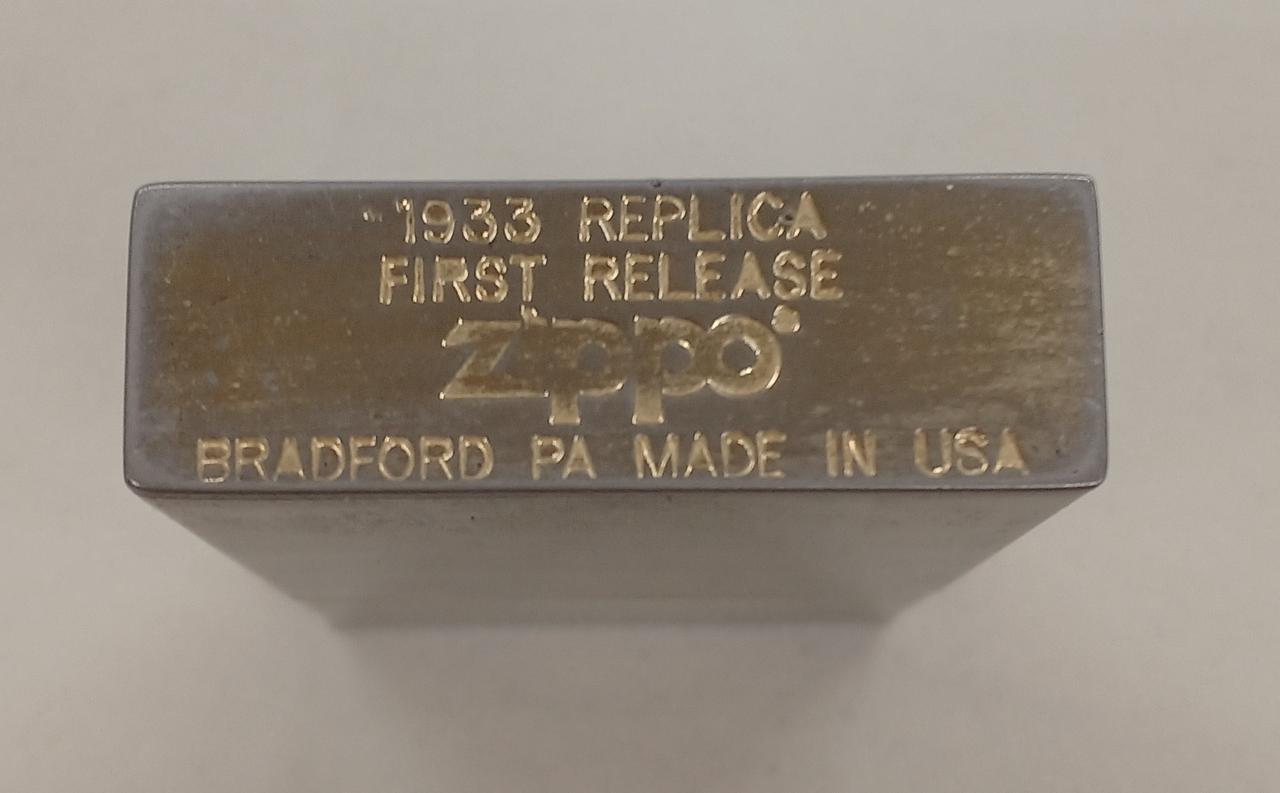 1933 REPLICA
FIRST RELEASE
zippo®
BRADFORD PA MADE IN USA